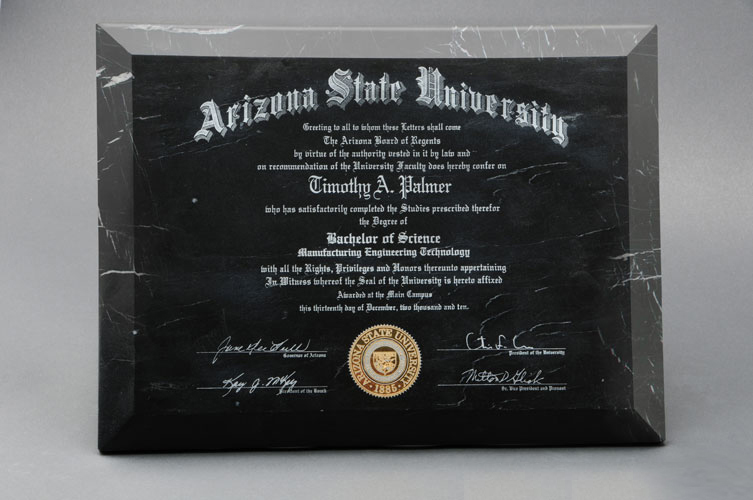 Arizona State University
Greeting to all to whom these Letters shall come
The Arizona Board of Regents
by virtue of the authority vested in it by law and
on recommendation of the University Faculty does hereby confer on
Timothy A. Palmer
who has satisfactorily completed the Studies prescribed therefor
the Degree of
Bachelor of Science
Manufacturing Engineering Technology
with all the Rights, Privileges and Honors thereunto appertaining
In Witness whereof the Seal of the University is hereto affixed
Awarded at the Main Campus
this thirteenth day of December, two thousand and ten.
Governor of Arizona
President of the University
ARIZONA STATE UNIVERSITY
1885
President of the
Sr. Vice President and Provost